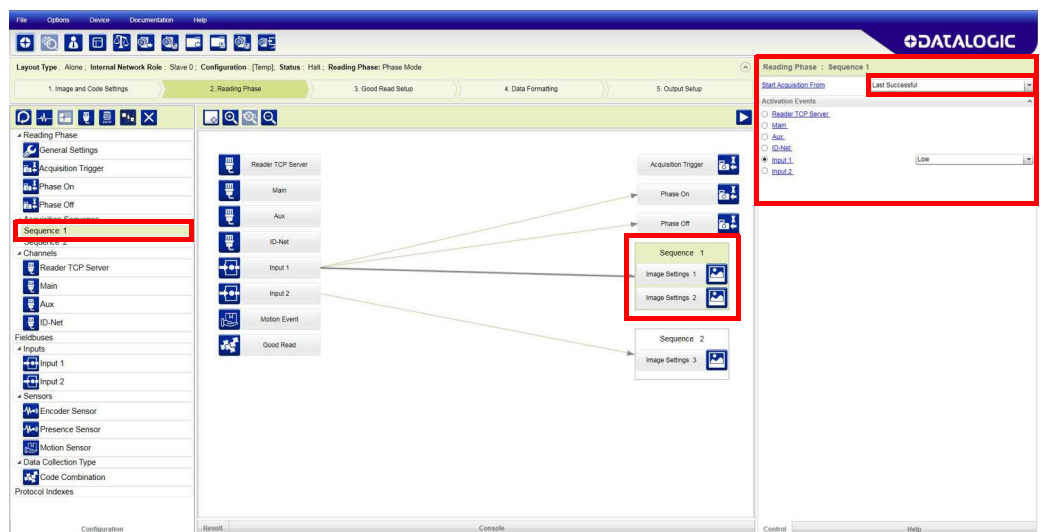 File Options Device Documentation Help
DATALOGIC
Layout Type : Alone ; Internal Network Role : Slave 0 ; Configuration : [Temp]; Status : Halt ; Reading Phase: Phase Mode
1. Image and Code Settings
2. Reading Phase
3. Good Read Setup
4. Data Formatting
5. Output Setup
Reading Phase
General Settings
Acquisition Trigger
Phase On
Phase Off
Acquisition Sequence
Sequence 1
Sequence 2
Channels
Reader TCP Server
Main
Aux
ID-Net
Fieldbuses
Inputs
Input 1
Input 2
Sensors
Encoder Sensor
Presence Sensor
Motion Sensor
Data Collection Type
Code Combination
Protocol Indexes
Configuration
Reader TCP Server
Main
Aux
ID-Net
Input 1
Input 2
Motion Event
Good Read
Acquisition Trigger
Phase On
Phase Off
Sequence 1
Image Settings 1
Image Settings 2
Sequence 2
Image Settings 3
Result
Console
Reading Phase : Sequence 1
Start Acquisition From Last Successful
Activation Events
Reader TCP Server
Main
Aux
ID-Net
Input 1 Low
Input 2
Control
Help